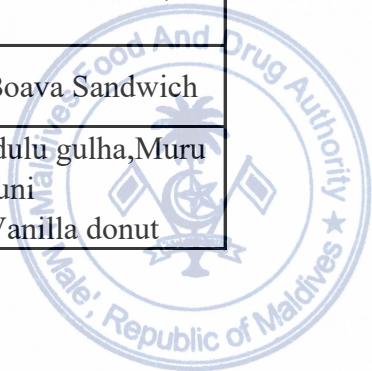 Boava Sandwich
dulu gulha,Muru
uni
Vanilla donut
Maldives Food And Drug Authority ★
Male', Republic of Maldives